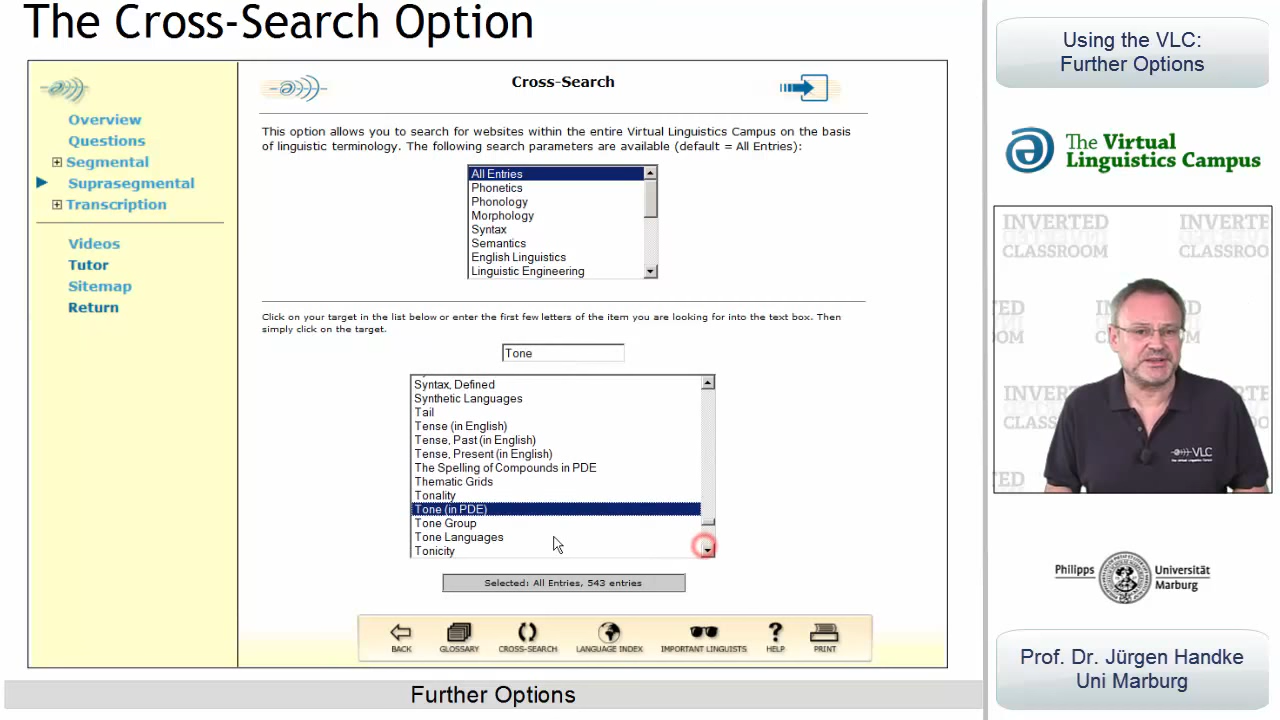 The Cross-Search Option
Overview
Questions
Segmental
Suprasegmental
Transcription
Videos
Tutor
Sitemap
Return
Cross-Search
This option allows you to search for websites within the entire Virtual Linguistics Campus on the basis
of linguistic terminology. The following search parameters are available (default = All Entries):
All Entries
Phonetics
Phonology
Morphology
Syntax
Semantics
English Linguistics
Linguistic Engineering
Click on your target in the list below or enter the first few letters of the item you are looking for into the text box. Then
simply click on the target.
Tone
Syntax, Defined
Synthetic Languages
Tail
Tense (in English)
Tense, Past (in English)
Tense, Present (in English)
The Spelling of Compounds in PDE
Thematic Grids
Tonality
Tone (in PDE)
Tone Group
Tone Languages
Tonicity
Selected: All Entries, 543 entries
BACK
GLOSSARY
CROSS-SEARCH
LANGUAGE INDEX
IMPORTANT LINGUISTS
HELP
PRINT
Further Options
Using the VLC:
Further Options
The Virtual
Linguistics Campus
INVERTED
CLASSROOM
INVERTE
CLASSROO
VLC
Philipps Universität
Marburg
Prof. Dr. Jürgen Handke
Uni Marburg